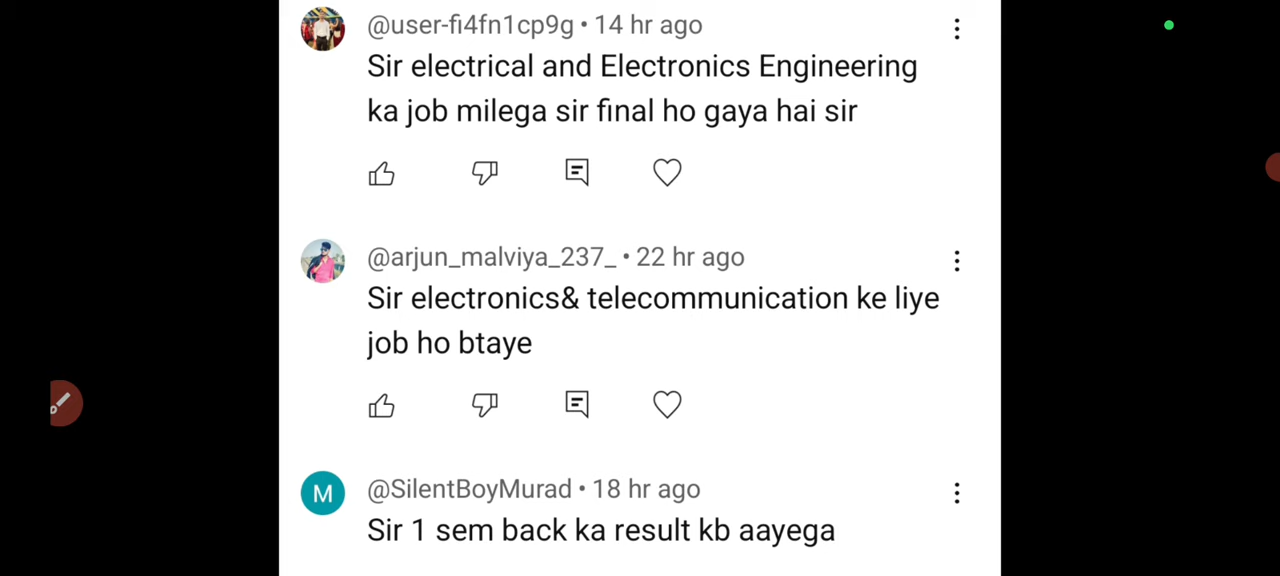 @user-fi4fn1cp9g • 14 hr ago
Sir electrical and Electronics Engineering
ka job milega sir final ho gaya hai sir
@arjun_malviya_237_ • 22 hr ago
Sir electronics& telecommunication ke liye
job ho btaye
M
@SilentBoyMurad • 18 hr ago
Sir 1 sem back ka result kb aayega